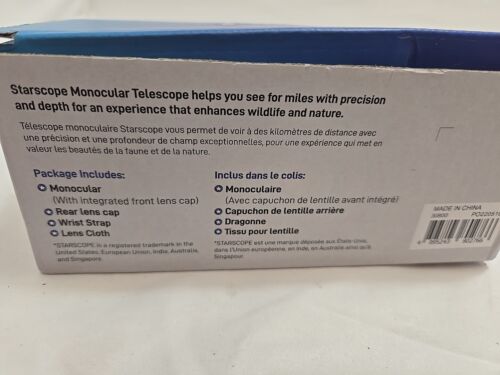 Starscope Monocular Telescope helps you see for miles with precision
and depth for an experience that enhances wildlife and nature.
Télescope monoculaire Starscope vous permet de voir à des kilomètres de distance avec
une précision et une profondeur de champ exceptionnelles, pour une expérience qui met en
valeur les beautés de la faune et de la nature.
Package Includes:
Monocular
(With integrated front lens cap)
Rear lens cap
Wrist Strap
Lens Cloth
*STARSCOPE is a registered trademark in the
United States, European Union, India, Australia,
and Singapore.
Inclus dans le colis:
Monoculaire
(Avec capuchon de lentille avant intégré)
Capuchon de lentille arrière
Dragonne
Tissu pour lentille
*STARSCOPE est une marque déposée aux États-Unis,
dans l'Union européenne, en Inde, en Australie ainsi qu'à
Singapour.
MADE IN CHINA